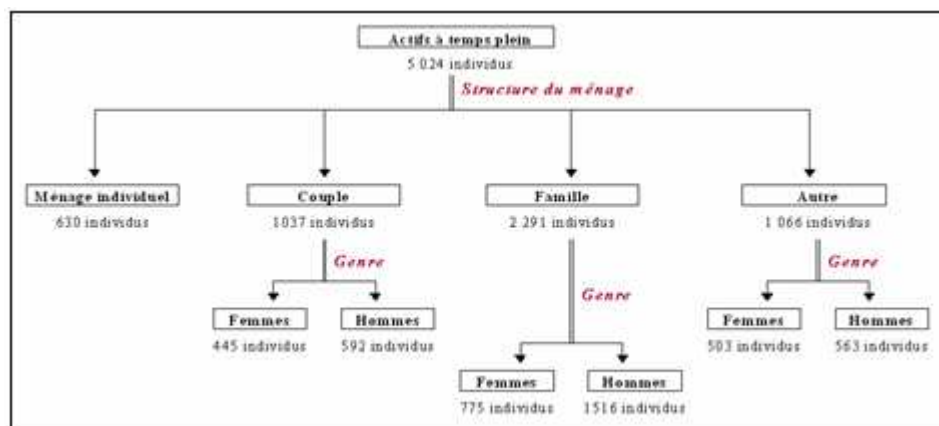 Actifs à temps plein
5 024 individus
Structure du ménage
Ménage individuel
630 individus
Couple
1037 individus
Famille
2 291 individus
Autre
1 066 individus
Genre
Genre
Genre
Femmes
445 individus
Hommes
592 individus
Femmes
775 individus
Hommes
1516 individus
Femmes
503 individus
Hommes
563 individus